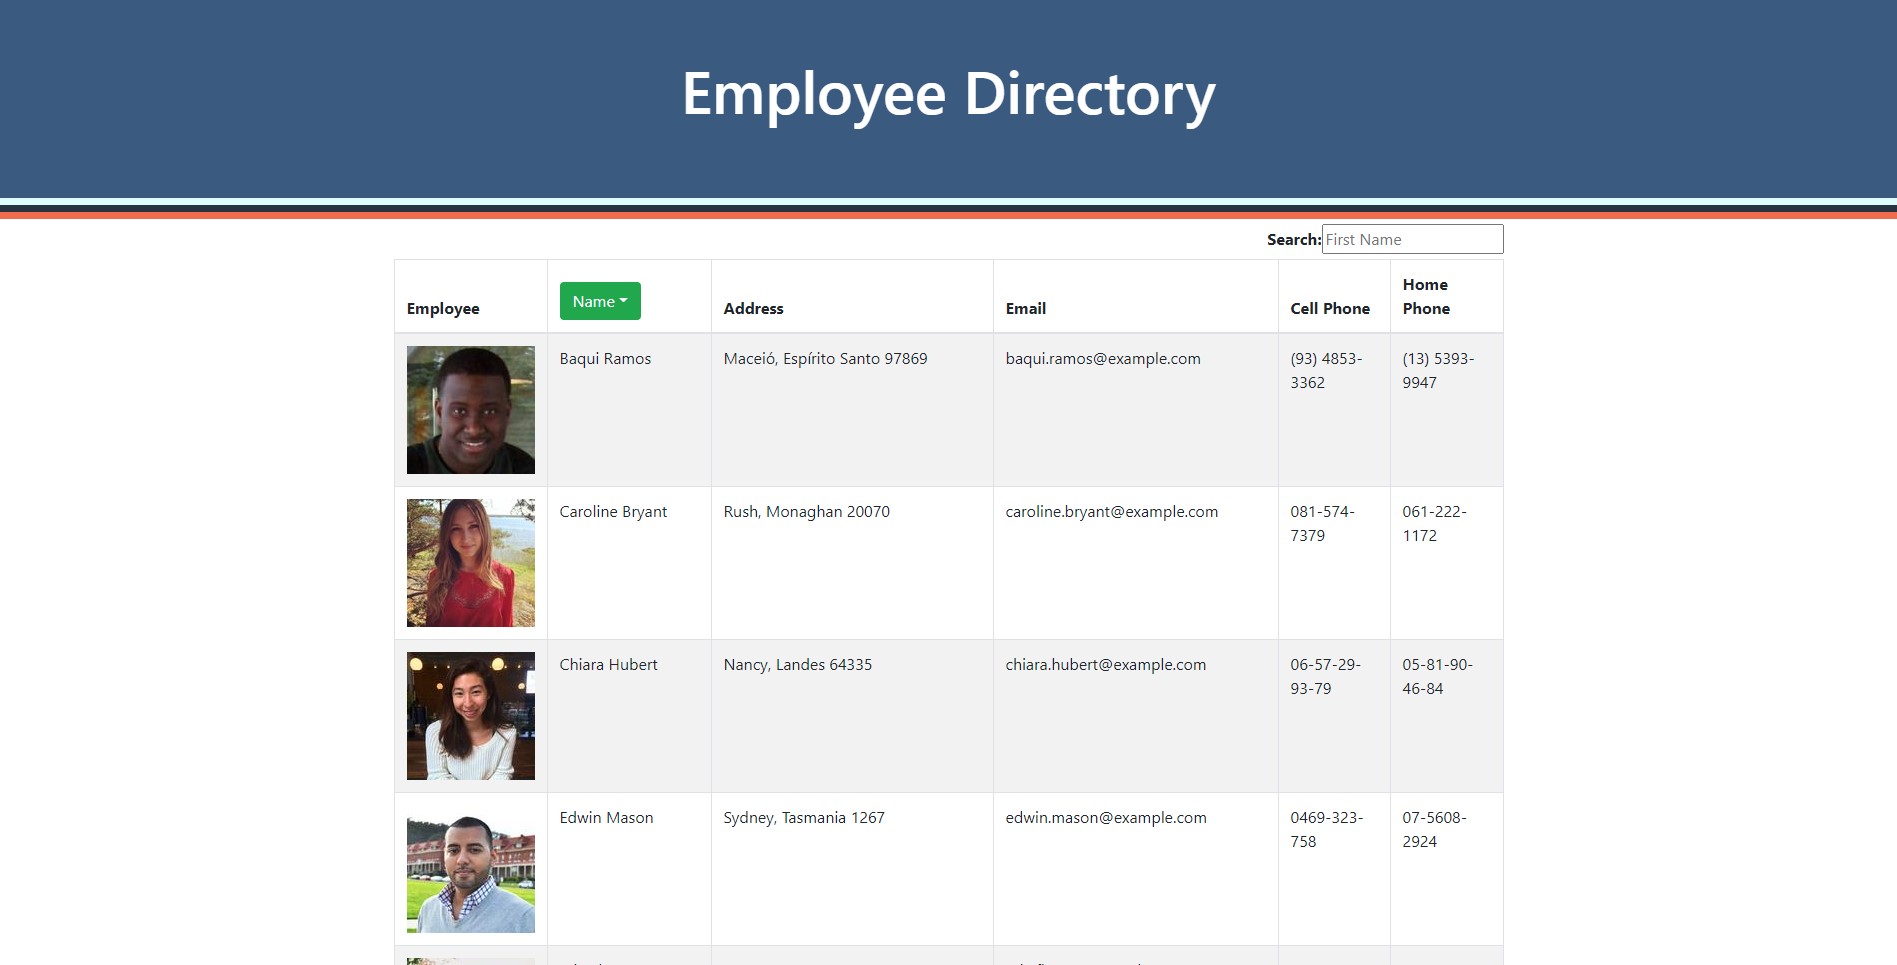 Employee Directory
Search: First Name
Employee Name Address Email Cell Phone Home
Phone
Baqui Ramos Maceió, Espírito Santo 97869 baqui.ramos@example.com (93) 4853- (13) 5393-
3362 9947
Caroline Bryant Rush, Monaghan 20070 caroline.bryant@example.com 081-574- 061-222-
7379 1172
Chiara Hubert Nancy, Landes 64335 chiara.hubert@example.com 06-57-29- 05-81-90-
93-79 46-84
Edwin Mason Sydney, Tasmania 1267 edwin.mason@example.com 0469-323- 07-5608-
758 2924